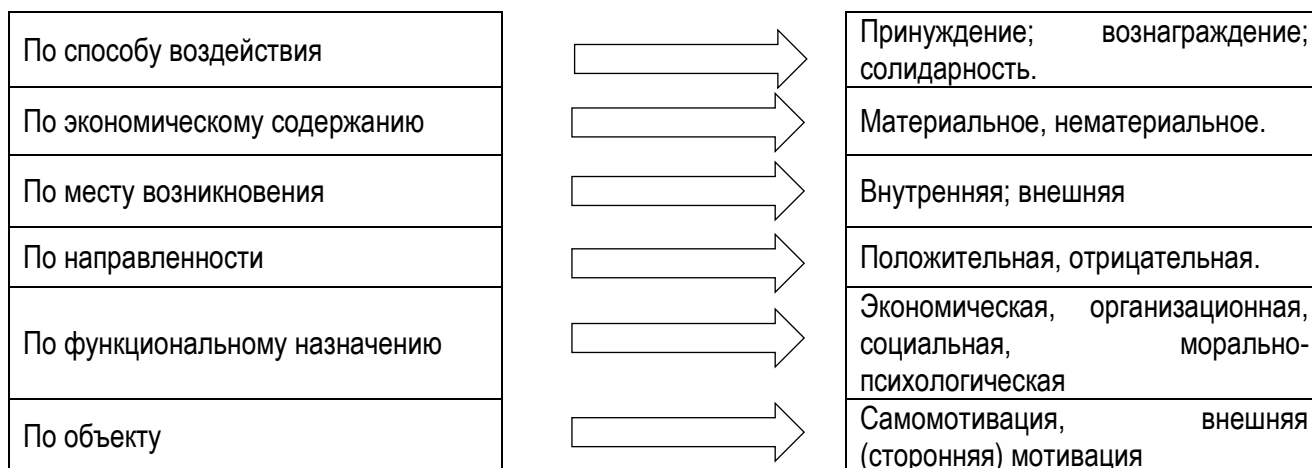 По способу воздействия
Принуждение; вознаграждение;
солидарность.
По экономическому содержанию
Материальное, нематериальное.
По месту возникновения
Внутренняя; внешняя
По направленности
Положительная, отрицательная.
По функциональному назначению
Экономическая, организационная,
социальная, морально-
психологическая
По объекту
Самомотивация, внешняя
(сторонняя) мотивация